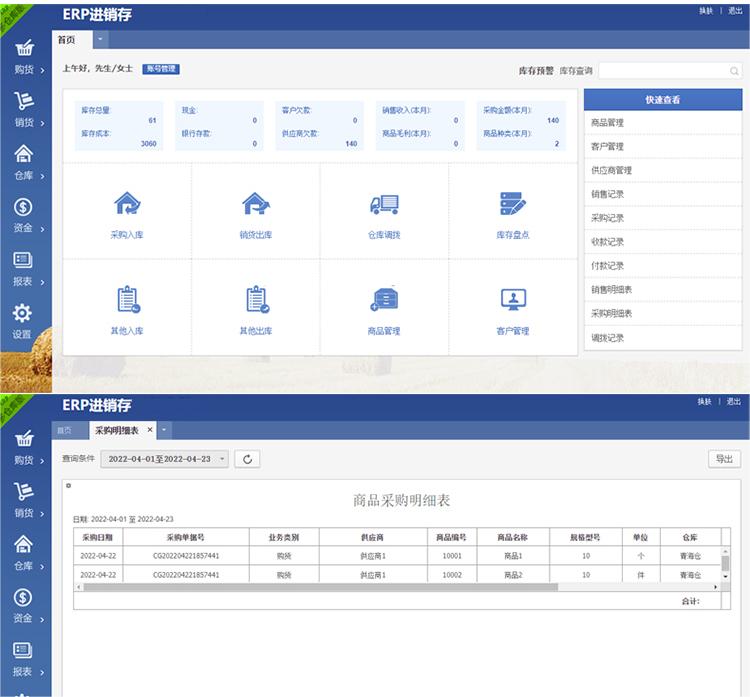 ERP进销存
换肤 | 退出
多仓库版
首页
购货
销货
仓库
资金
报表
设置
上午好，先生/女士 账号管理
库存预警 库存查询
库存总量: 61
库存成本: 3060
现金: 0
银行存款: 0
客户欠款: 0
供应商欠款: 140
销售收入(本月): 0
商品毛利(本月): 0
采购金额(本月): 140
商品种类(本月): 2
采购入库
销货出库
仓库调拨
库存盘点
其他入库
其他出库
商品管理
客户管理
快速查看
商品管理
客户管理
供应商管理
销售记录
采购记录
收款记录
付款记录
销售明细表
采购明细表
调拨记录
ERP进销存
换肤 | 退出
首页 采购明细表 ×
购货
销货
仓库
资金
报表
查询条件 2022-04-01至2022-04-23
导出
商品采购明细表
日期: 2022-04-01 至 2022-04-23
采购日期 采购单据号 业务类别 供应商 商品编号 商品名称 规格型号 单位 仓库
2022-04-22 CG202204221857441 购货 供应商1 10001 商品1 10 个 青海仓
2022-04-22 CG202204221857441 购货 供应商1 10002 商品2 10 件 青海仓
合计: